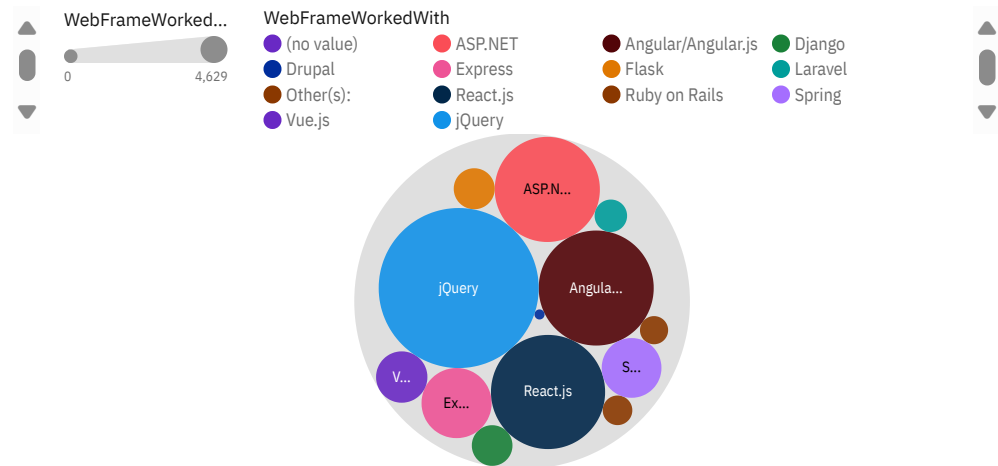 WebFrameWorked...
0 4,629
WebFrameWorkedWith
(no value) ASP.NET Angular/Angular.js Django
Drupal Express Flask Laravel
Other(s): React.js Ruby on Rails Spring
Vue.js jQuery
ASP.N...
jQuery
Angula...
S...
V...
React.js
Ex...